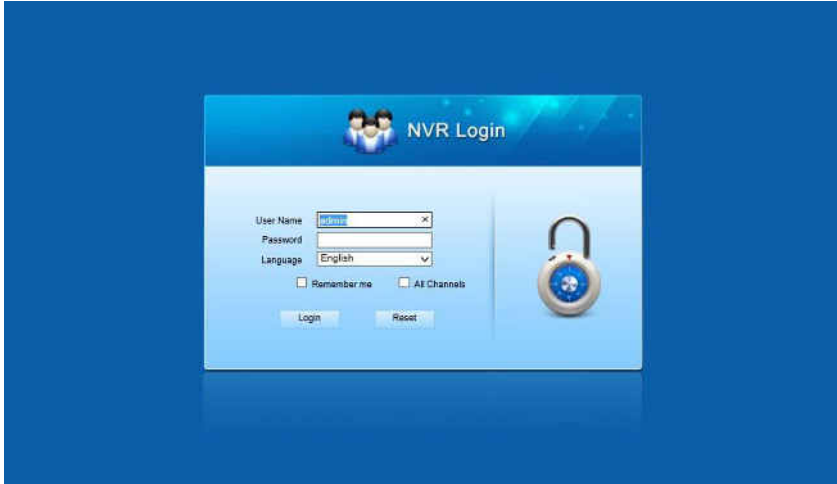 NVR Login
User Name admin
Password
Language English
Remember me All Channels
Login Reset